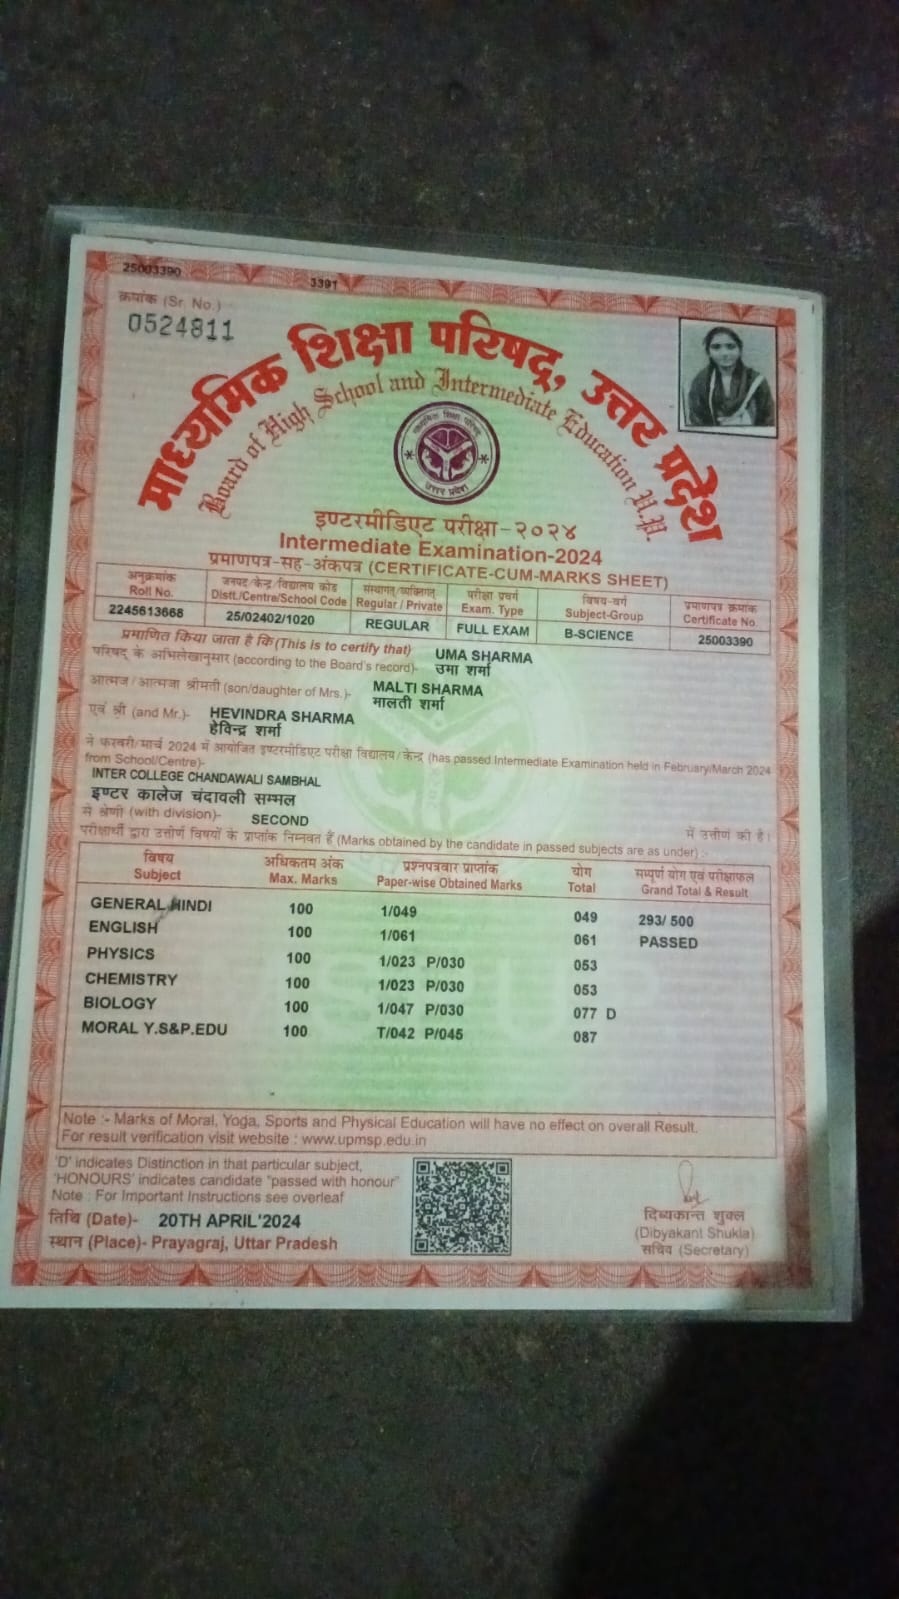 25003390
3391
क्रमांक (Sr. No.)
0524811
माध्यमिक शिक्षा परिषद्, उत्तर प्रदेश
Board of High School and Intermediate Education U.P.
माध्यमिक शिक्षा परिषद्
उत्तर प्रदेश
इण्टरमीडिएट परीक्षा-२०२४
Intermediate Examination-2024
प्रमाणपत्र-सह-अंकपत्र (CERTIFICATE-CUM-MARKS SHEET)
अनुक्रमांक जनपद/केन्द्र/विद्यालय कोड संस्थागत/व्यक्तिगत परीक्षा प्रवर्ग विषय-वर्ग प्रमाणपत्र क्रमांक
Roll No. Distt./Centre/School Code Regular / Private Exam. Type Subject-Group Certificate No.
2245613668 25/02402/1020 REGULAR FULL EXAM B-SCIENCE 25003390
प्रमाणित किया जाता है कि (This is to certify that) UMA SHARMA
परिषद् के अभिलेखानुसार (according to the Board's record)- उमा शर्मा
आत्मज/आत्मजा श्रीमती (son/daughter of Mrs.)- MALTI SHARMA
मालती शर्मा
एवं श्री (and Mr.)- HEVINDRA SHARMA
हेविन्द्र शर्मा
ने फरवरी/मार्च 2024 में आयोजित इण्टरमीडिएट परीक्षा विद्यालय/केन्द्र (has passed Intermediate Examination held in February/March 2024
from School/Centre)-
INTER COLLEGE CHANDAWALI SAMBHAL
इण्टर कालेज चंदावली सम्भल
से श्रेणी (with division)- SECOND में उत्तीर्ण की है।
परीक्षार्थी द्वारा उत्तीर्ण विषयों के प्राप्तांक निम्नवत हैं (Marks obtained by the candidate in passed subjects are as under) :-
विषय अधिकतम अंक प्रश्नपत्रवार प्राप्तांक योग सम्पूर्ण योग एवं परीक्षाफल
Subject Max. Marks Paper-wise Obtained Marks Total Grand Total & Result
GENERAL HINDI 100 1/049 049 293/ 500
ENGLISH 100 1/061 061 PASSED
PHYSICS 100 1/023 P/030 053
CHEMISTRY 100 1/023 P/030 053
BIOLOGY 100 1/047 P/030 077 D
MORAL Y.S&P.EDU 100 T/042 P/045 087
Note :- Marks of Moral, Yoga, Sports and Physical Education will have no effect on overall Result.
For result verification visit website : www.upmsp.edu.in
'D' indicates Distinction in that particular subject,
'HONOURS' indicates candidate "passed with honour"
Note : For Important Instructions see overleaf
तिथि (Date)- 20TH APRIL'2024
स्थान (Place)- Prayagraj, Uttar Pradesh
दिब्यकान्त शुक्ल
(Dibyakant Shukla)
सचिव (Secretary)